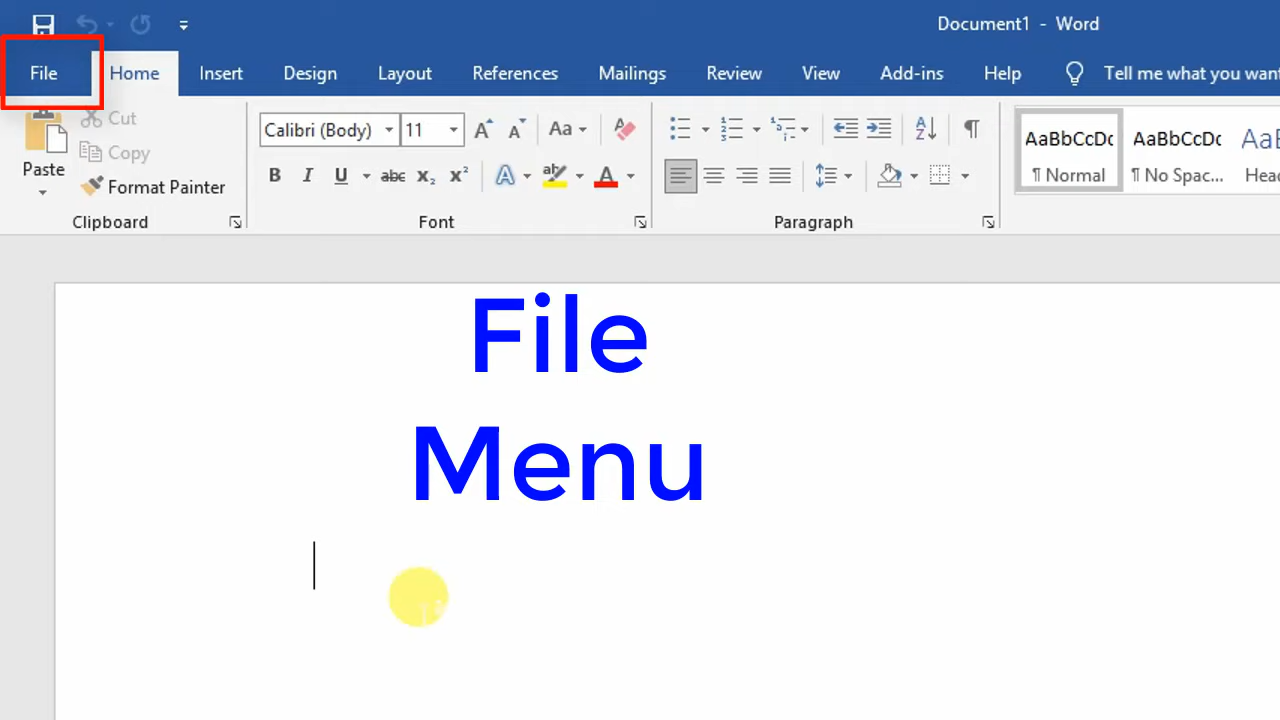 Document1 - Word
File Home Insert Design Layout References Mailings Review View Add-ins Help Tell me what you want
Paste
Cut
Copy
Format Painter
Clipboard
Calibri (Body) 11 A A Aa A
B I U abc x₂ x² A aby A
Font
A Z ¶
Paragraph
AaBbCcDc AaBbCcDc AaB
¶ Normal ¶ No Spac... Head
File
Menu